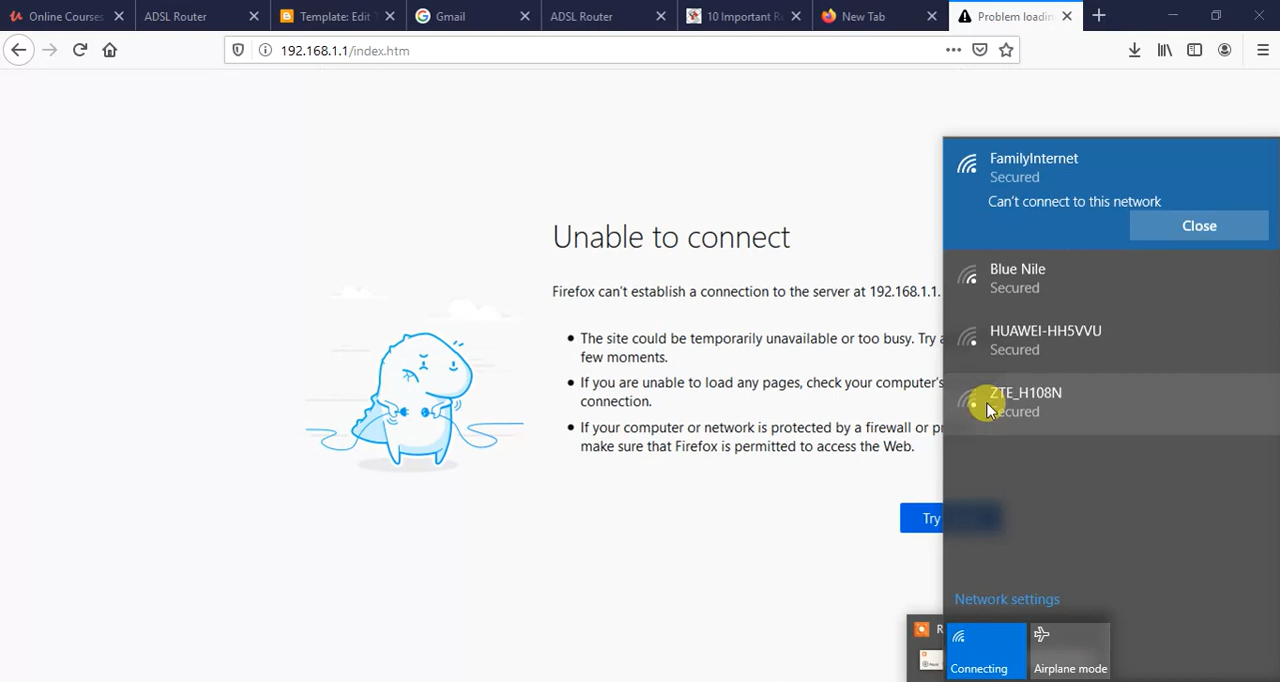 Online Courses
ADSL Router
Template: Edit
Gmail
ADSL Router
10 Important R
New Tab
Problem loadin
192.168.1.1/index.htm
FamilyInternet
Secured
Can't connect to this network
Close
Blue Nile
Secured
HUAWEI-HH5VVU
Secured
ZTE_H108N
Secured
Unable to connect
Firefox can't establish a connection to the server at 192.168.1.1.
The site could be temporarily unavailable or too busy. Try a
few moments.
If you are unable to load any pages, check your computer's
connection.
If your computer or network is protected by a firewall or pr
make sure that Firefox is permitted to access the Web.
Try
Network settings
R
Connecting
Airplane mode